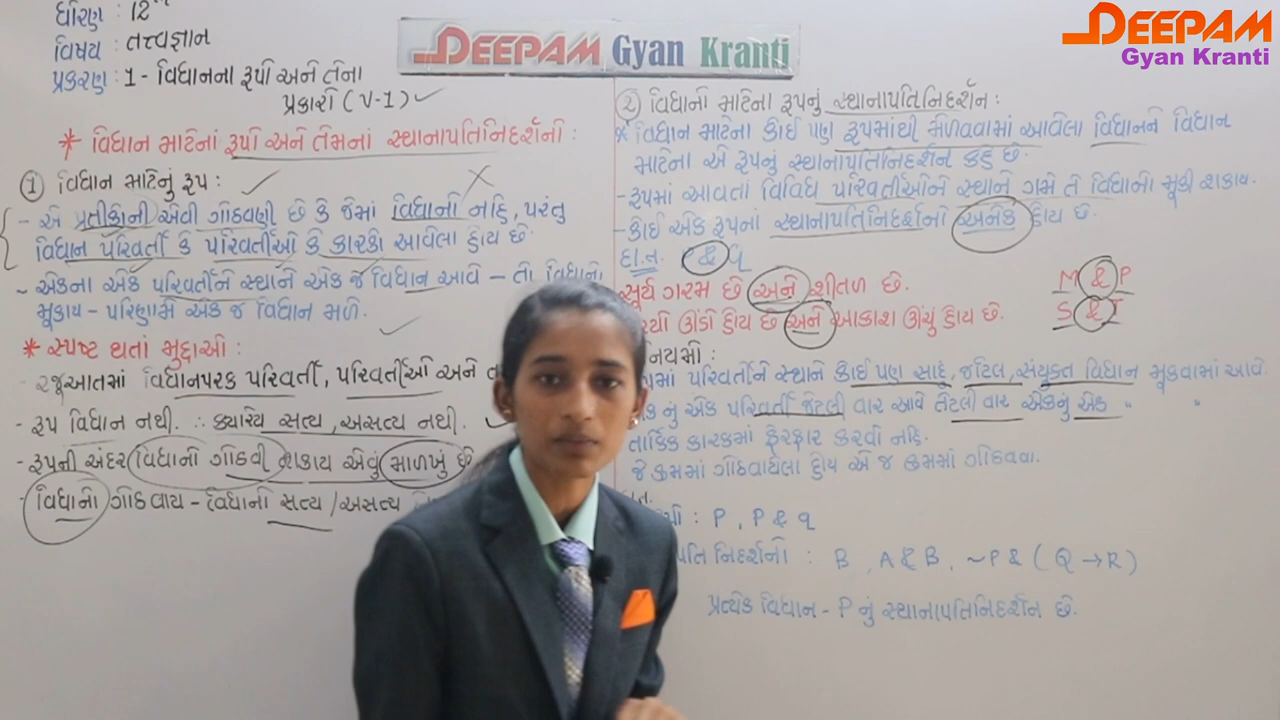 ધોરણ : 12
વિષય : તત્ત્વજ્ઞાન
પ્રકરણ : 1 - વિધાનના રૂપો અને તેના
પ્રકારો (V-1)
DEEPAM Gyan Kranti
DEEPAM
Gyan Kranti
* વિધાન માટેનાં રૂપો અને તેમનાં સ્થાનાપતિનિદર્શનો :
① વિધાન માટેનું રૂપ :
- એ પ્રતીકોની એવી ગોઠવણી છે કે જેમાં વિધાનો નહિ, પરંતુ
વિધાન પરિવર્તી કે પરિવર્તીઓ કે કારકો આવેલા હોય છે.
- એકના એક પરિવર્તીને સ્થાને એક જ વિધાન આવે - તો વિધાનો
મૂકાય - પરિણામે એક જ વિધાન મળે.
* સ્પષ્ટ થતાં મુદ્દાઓ :
- રજૂઆતમાં વિધાનપરક પરિવર્તી, પરિવર્તીઓ અને
- રૂપ વિધાન નથી. ∴ ક્યારેય સત્ય, અસત્ય નથી.
- રૂપની અંદર વિધાનો ગોઠવી શકાય એવું માળખું છે
- વિધાનો ગોઠવાય - વિધાનો સત્ય / અસત્ય
② વિધાનો માટેના રૂપનું સ્થાનાપતિનિદર્શન :
* વિધાન માટેના કોઈ પણ રૂપમાંથી મેળવવામાં આવેલા વિધાનને વિધાન
માટેના એ રૂપનું સ્થાનાપતિનિદર્શન કહે છે.
- રૂપમાં આવતાં વિવિધ પરિવર્તીઓને સ્થાને ગમે તે વિધાનો મૂકી શકાય.
- કોઈ એક રૂપનાં સ્થાનાપતિનિદર્શનો અનેક હોય છે.
દા.ત. & q
સૂર્ય ગરમ છે અને શીતળ છે. M & P
ઊંડો હોય છે અને આકાશ ઊંચું હોય છે. S & I
પરિવર્તીને સ્થાને કોઈ પણ સાદું, જટિલ, સંયુક્ત વિધાન મૂકવામાં આવે.
નું એક પરિવર્તી જેટલી વાર આવે તેટલી વાર એકનું એક " "
તાર્કિક કારકમાં ફેરફાર કરવો નહિ.
જે ક્રમમાં ગોઠવાયેલા હોય એ જ ક્રમમાં ગોઠવવા.
: P , P & q
નિદર્શનો : B , A & B , ~P & ( Q → R )
પ્રત્યેક વિધાન - P નું સ્થાનાપતિનિદર્શન છે.